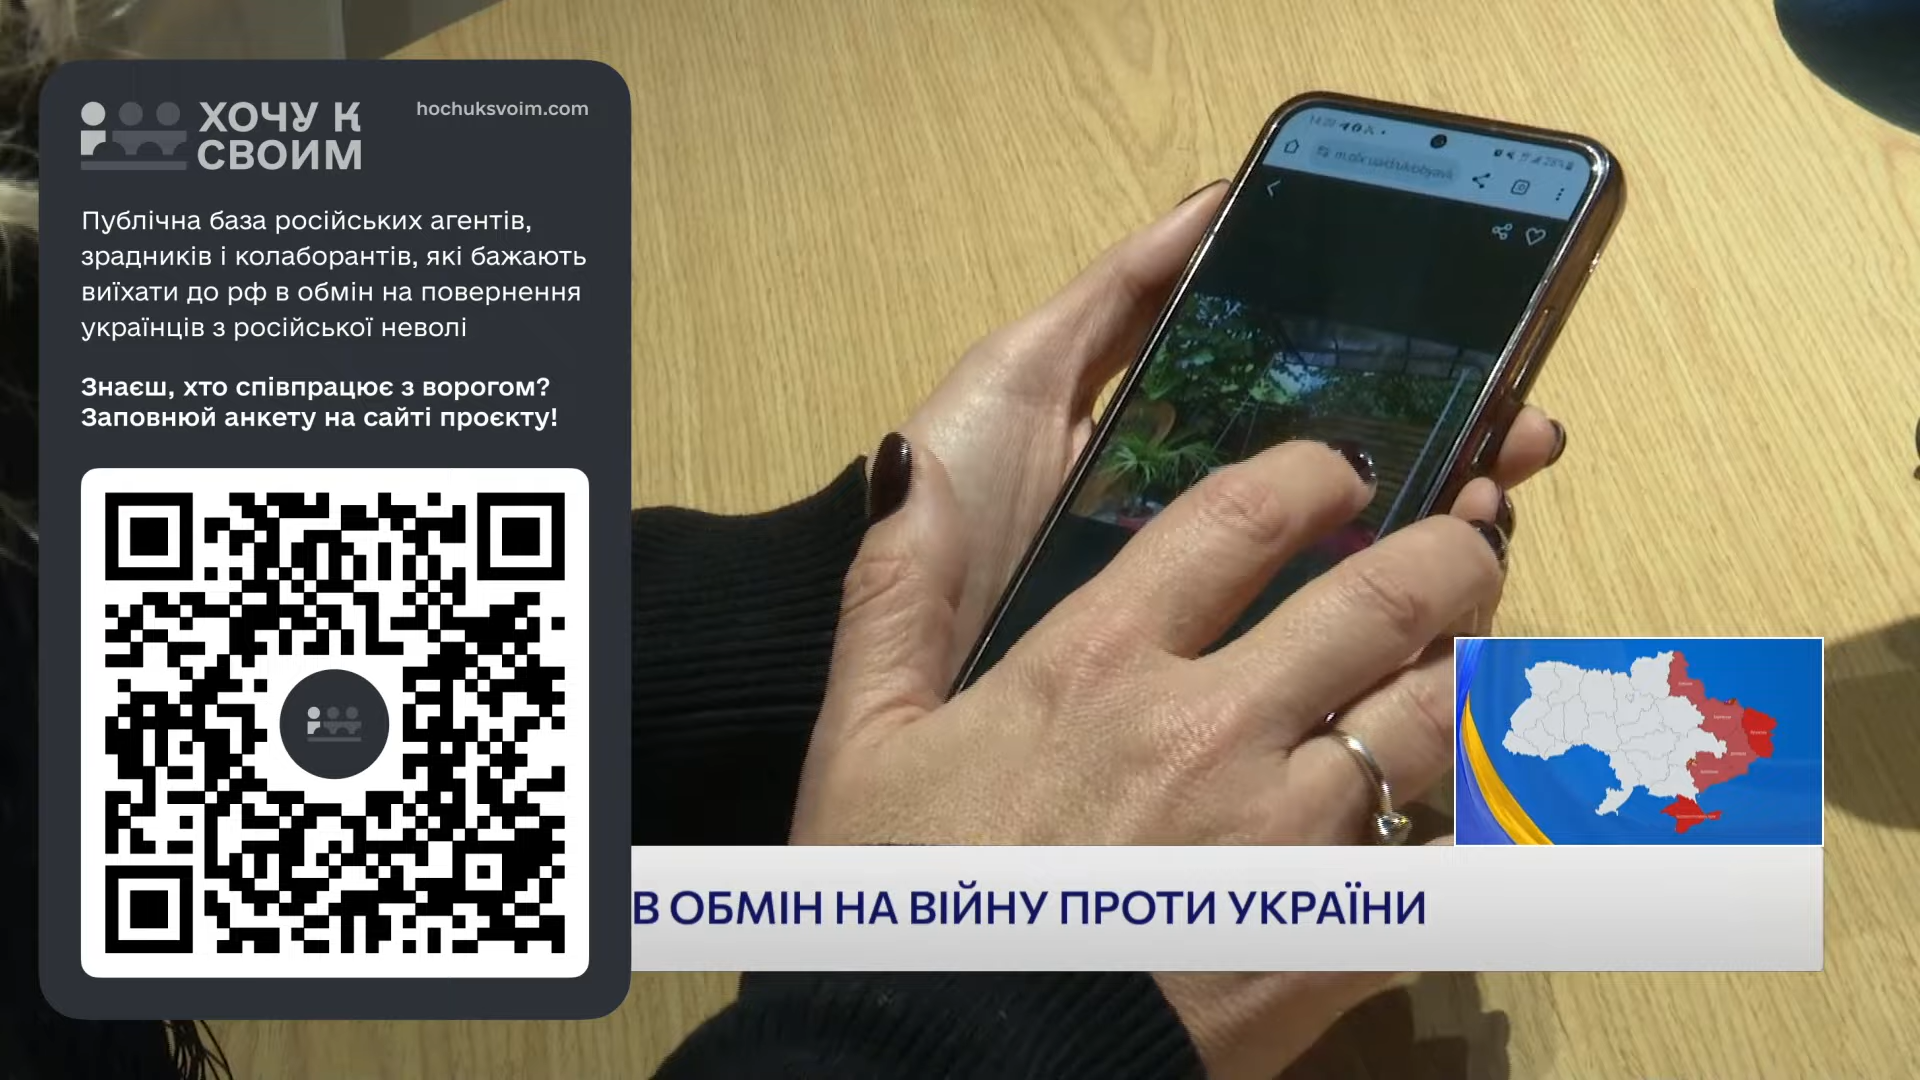 ХОЧУ К
СВОИМ
hochuksvoim.com
Публічна база російських агентів,
зрадників і колаборантів, які бажають
виїхати до рф в обмін на повернення
українців з російської неволі
Знаєш, хто співпрацює з ворогом?
Заповнюй анкету на сайті проєкту!
В ОБМІН НА ВІЙНУ ПРОТИ УКРАЇНИ